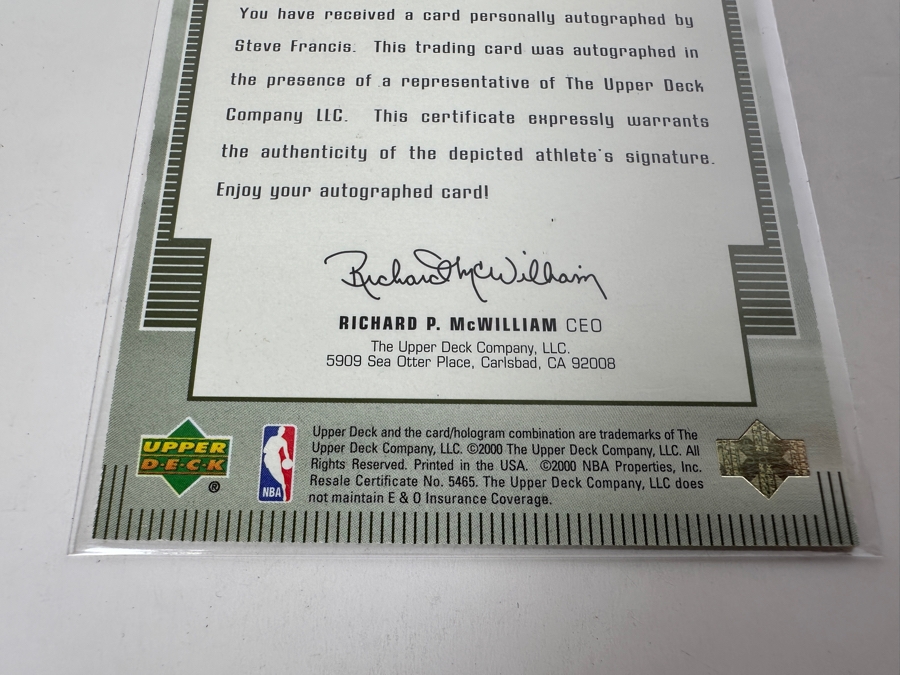 You have received a card personally autographed by
Steve Francis. This trading card was autographed in
the presence of a representative of The Upper Deck
Company LLC. This certificate expressly warrants
the authenticity of the depicted athlete's signature.
Enjoy your autographed card!
Richard McWilliam
RICHARD P. McWILLIAM CEO
The Upper Deck Company, LLC.
5909 Sea Otter Place, Carlsbad, CA 92008
UPPER
DECK
®
NBA
Upper Deck and the card/hologram combination are trademarks of The
Upper Deck Company, LLC. ©2000 The Upper Deck Company, LLC. All
Rights Reserved. Printed in the USA. ©2000 NBA Properties, Inc.
Resale Certificate No. 5465. The Upper Deck Company, LLC does
not maintain E & O Insurance Coverage.